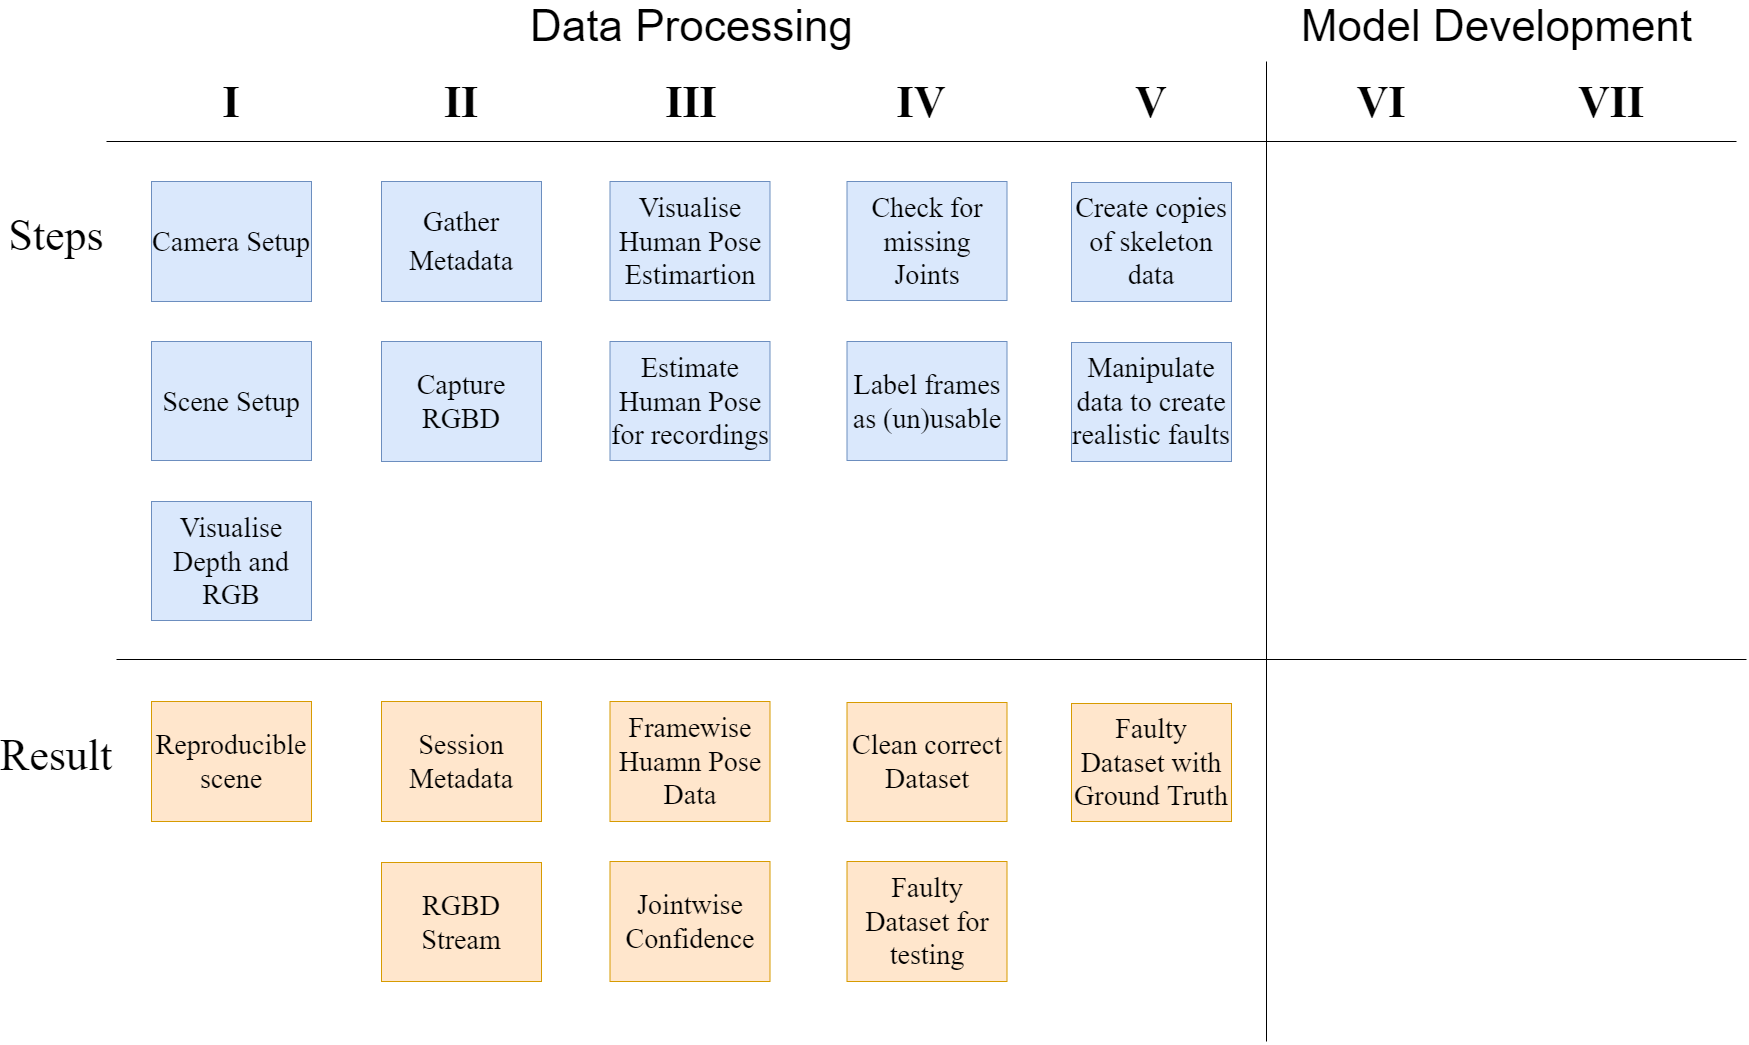 Data Processing
Model Development
I
II
III
IV
V
VI
VII
Steps
Camera Setup
Gather
Metadata
Visualise
Human Pose
Estimartion
Check for
missing
Joints
Create copies
of skeleton
data
Scene Setup
Capture
RGBD
Estimate
Human Pose
for recordings
Label frames
as (un)usable
Manipulate
data to create
realistic faults
Visualise
Depth and
RGB
Result
Reproducible
scene
Session
Metadata
Framewise
Huamn Pose
Data
Clean correct
Dataset
Faulty
Dataset with
Ground Truth
RGBD
Stream
Jointwise
Confidence
Faulty
Dataset for
testing